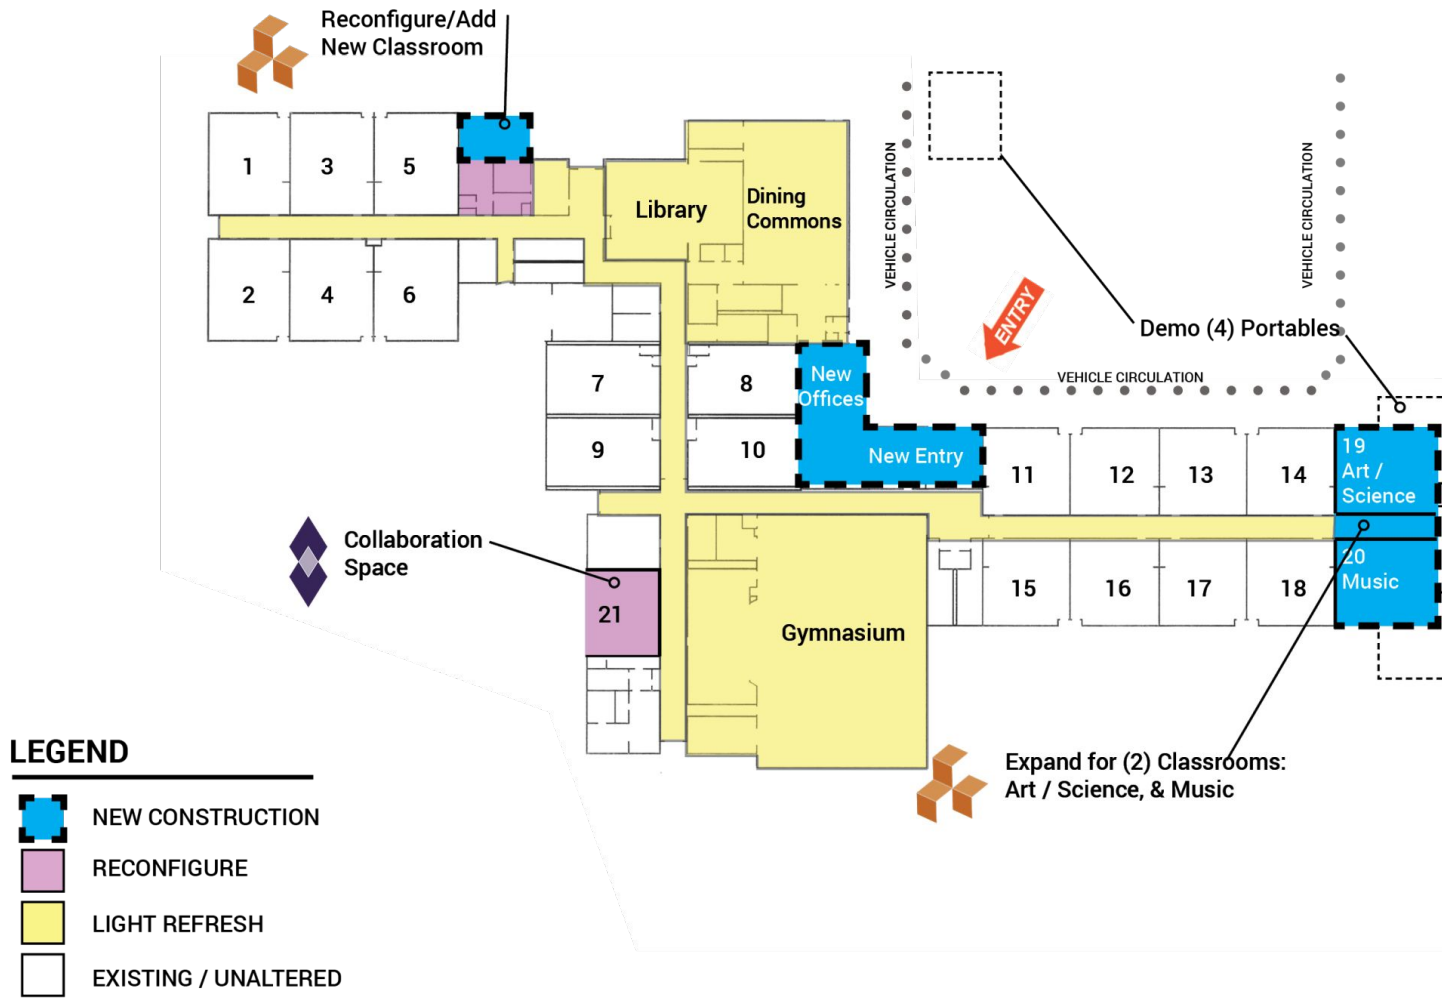 Reconfigure/Add
New Classroom
1
3
5
2
4
6
Library
Dining
Commons
VEHICLE CIRCULATION
VEHICLE CIRCULATION
ENTRY
Demo (4) Portables
VEHICLE CIRCULATION
7
8
9
10
New
Offices
New Entry
11
12
13
14
19
Art /
Science
20
Music
15
16
17
18
Collaboration
Space
21
Gymnasium
Expand for (2) Classrooms:
Art / Science, & Music
LEGEND
NEW CONSTRUCTION
RECONFIGURE
LIGHT REFRESH
EXISTING / UNALTERED